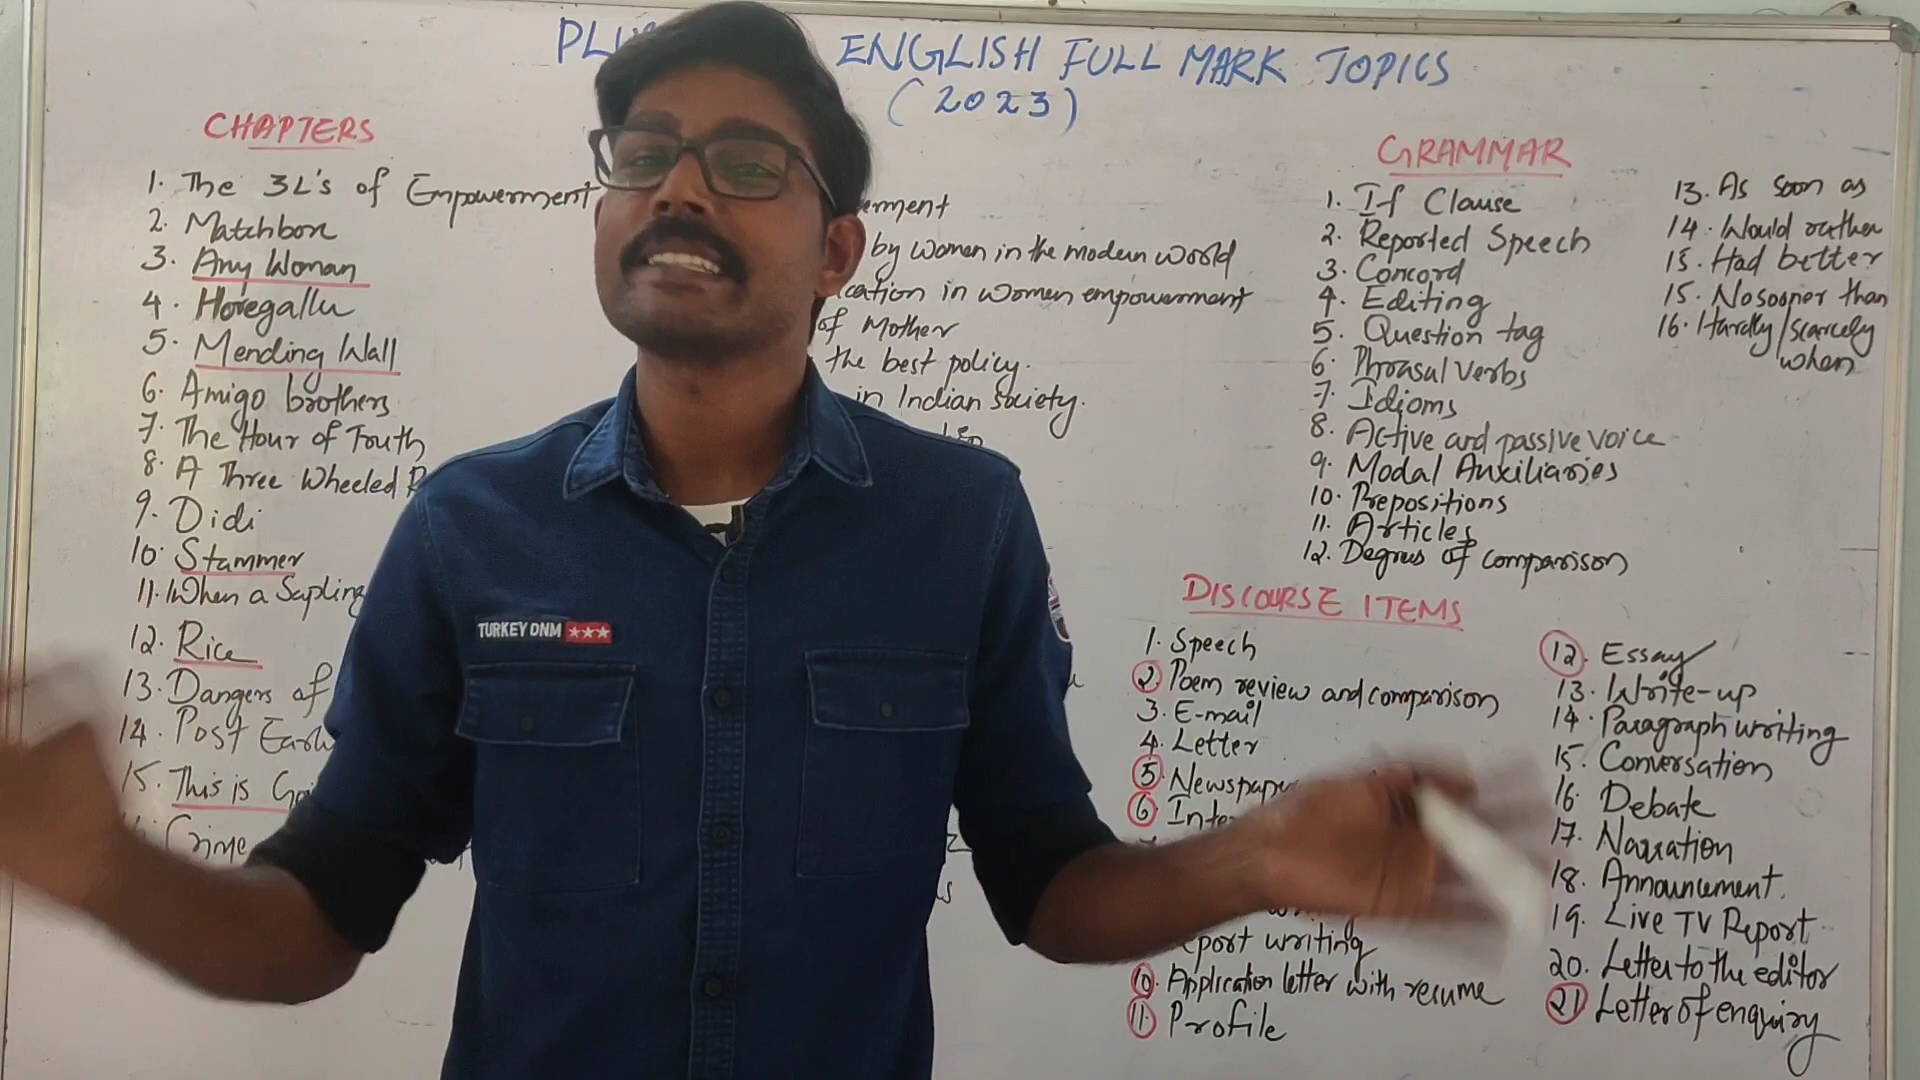 ENGLISH FULL MARK TOPICS
(2023)
CHAPTERS
1. The 3L's of Empowerment
2. Matchbox
3. Any Woman
4. Horegallu
5. Mending Wall
6. Amigo brothers
7. The Hour of Truth
8. A Three Wheeled
9. Didi
10. Stammer
11. When a Sapling
12. Rice
13. Dangers of
14. Post Early
15. This is
Crime
by women in the modern world
in women empowerment
of Mother
the best policy.
in Indian society.
GRAMMAR
1. If Clause
2. Reported Speech
3. Concord
4. Editing
5. Question tag
6. Phrasal verbs
7. Idioms
8. Active and passive voice
9. Modal Auxiliaries
10. Prepositions
11. Articles
12. Degrees of comparison
13. As soon as
14. Would rather
15. Had better
15. No sooner than
16. Hardly/scarcely
when
DISCOURSE ITEMS
1. Speech
2. Poem review and comparison
3. E-mail
4. Letter
5. Newspaper
6.
writing
10. Application letter with resume
11. Profile
12. Essay
13. Write-up
14. Paragraph writing
15. Conversation
16. Debate
17. Narration
18. Announcement.
19. Live TV Report
20. Letter to the editor
21. Letter of enquiry
TURKEY DNM